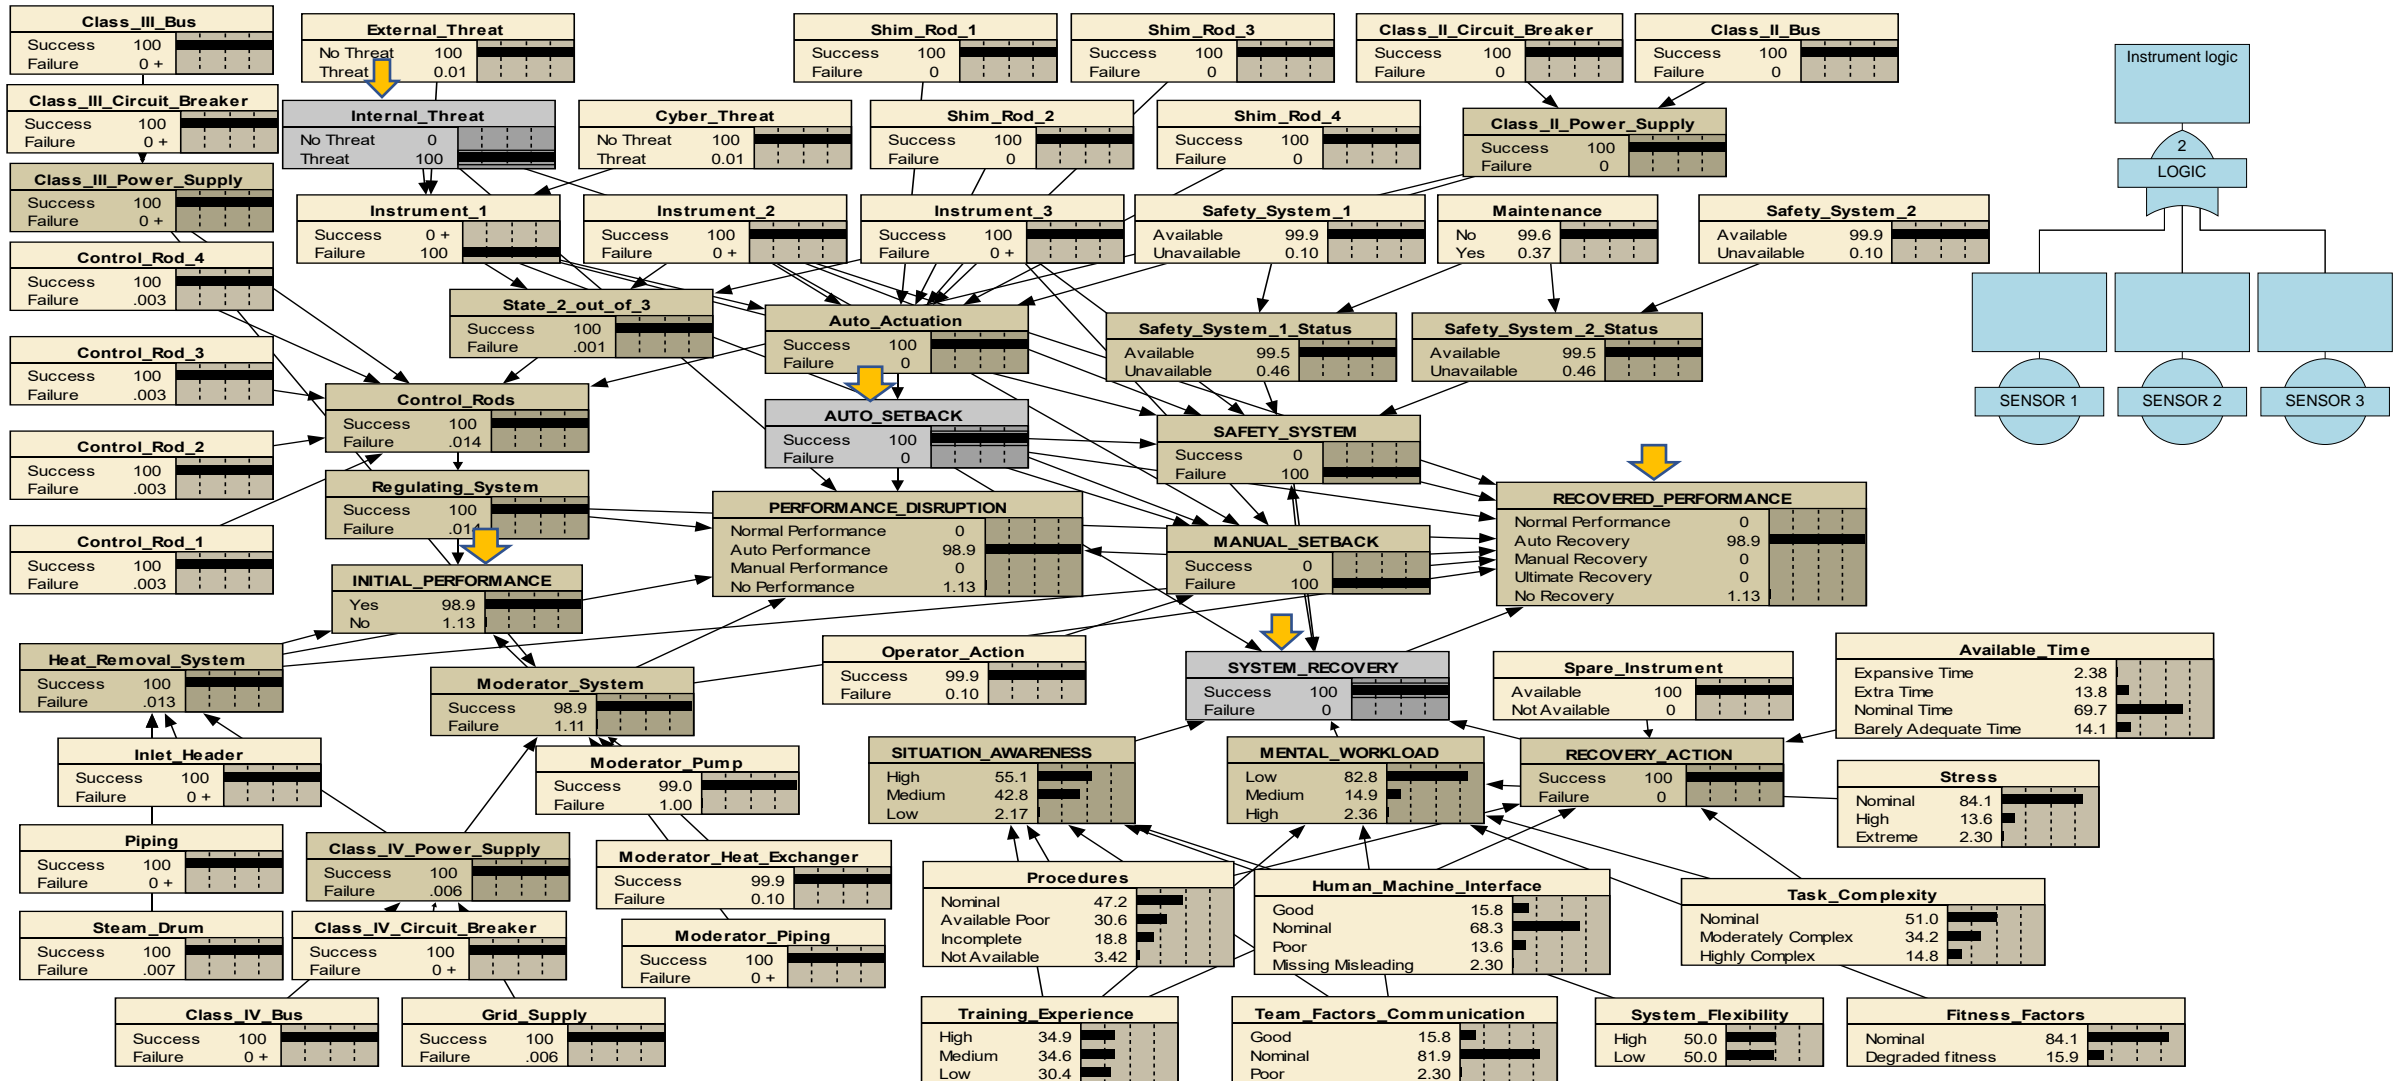 Class_III_Bus
Success 100
Failure 0 +
External_Threat
No Threat 100
Threat 0.01
Shim_Rod_1
Success 100
Failure 0
Shim_Rod_3
Success 100
Failure 0
Class_II_Circuit_Breaker
Success 100
Failure 0
Class_II_Bus
Success 100
Failure 0
Instrument logic
2
LOGIC
SENSOR 1
SENSOR 2
SENSOR 3
Class_III_Circuit_Breaker
Success 100
Failure 0 +
Internal_Threat
No Threat 0
Threat 100
Cyber_Threat
No Threat 100
Threat 0.01
Shim_Rod_2
Success 100
Failure 0
Shim_Rod_4
Success 100
Failure 0
Class_II_Power_Supply
Success 100
Failure 0
Class_III_Power_Supply
Success 100
Failure 0 +
Instrument_1
Success 0 +
Failure 100
Instrument_2
Success 100
Failure 0 +
Instrument_3
Success 100
Failure 0 +
Safety_System_1
Available 99.9
Unavailable 0.10
Maintenance
No 99.6
Yes 0.37
Safety_System_2
Available 99.9
Unavailable 0.10
Control_Rod_4
Success 100
Failure .003
State_2_out_of_3
Success 100
Failure .001
Auto_Actuation
Success 100
Failure 0
Safety_System_1_Status
Available 99.5
Unavailable 0.46
Safety_System_2_Status
Available 99.5
Unavailable 0.46
Control_Rod_3
Success 100
Failure .003
Control_Rods
Success 100
Failure .014
AUTO_SETBACK
Success 100
Failure 0
SAFETY_SYSTEM
Success 0
Failure 100
Control_Rod_2
Success 100
Failure .003
Regulating_System
Success 100
Failure .014
PERFORMANCE_DISRUPTION
Normal Performance 0
Auto Performance 98.9
Manual Performance 0
No Performance 1.13
RECOVERED_PERFORMANCE
Normal Performance 0
Auto Recovery 98.9
Manual Recovery 0
Ultimate Recovery 0
No Recovery 1.13
Control_Rod_1
Success 100
Failure .003
MANUAL_SETBACK
Success 0
Failure 100
INITIAL_PERFORMANCE
Yes 98.9
No 1.13
Heat_Removal_System
Success 100
Failure .013
Moderator_System
Success 98.9
Failure 1.11
Operator_Action
Success 99.9
Failure 0.10
SYSTEM_RECOVERY
Success 100
Failure 0
Spare_Instrument
Available 100
Not Available 0
Available_Time
Expansive Time 2.38
Extra Time 13.8
Nominal Time 69.7
Barely Adequate Time 14.1
Inlet_Header
Success 100
Failure 0 +
Moderator_Pump
Success 99.0
Failure 1.00
SITUATION_AWARENESS
High 55.1
Medium 42.8
Low 2.17
MENTAL_WORKLOAD
Low 82.8
Medium 14.9
High 2.36
RECOVERY_ACTION
Success 100
Failure 0
Stress
Nominal 84.1
High 13.6
Extreme 2.30
Piping
Success 100
Failure 0 +
Class_IV_Power_Supply
Success 100
Failure .006
Moderator_Heat_Exchanger
Success 99.9
Failure 0.10
Procedures
Nominal 47.2
Available Poor 30.6
Incomplete 18.8
Not Available 3.42
Human_Machine_Interface
Good 15.8
Nominal 68.3
Poor 13.6
Missing Misleading 2.30
Task_Complexity
Nominal 51.0
Moderately Complex 34.2
Highly Complex 14.8
Steam_Drum
Success 100
Failure .007
Class_IV_Circuit_Breaker
Success 100
Failure 0 +
Moderator_Piping
Success 100
Failure 0 +
Class_IV_Bus
Success 100
Failure 0 +
Grid_Supply
Success 100
Failure .006
Training_Experience
High 34.9
Medium 34.6
Low 30.4
Team_Factors_Communication
Good 15.8
Nominal 81.9
Poor 2.30
System_Flexibility
High 50.0
Low 50.0
Fitness_Factors
Nominal 84.1
Degraded fitness 15.9